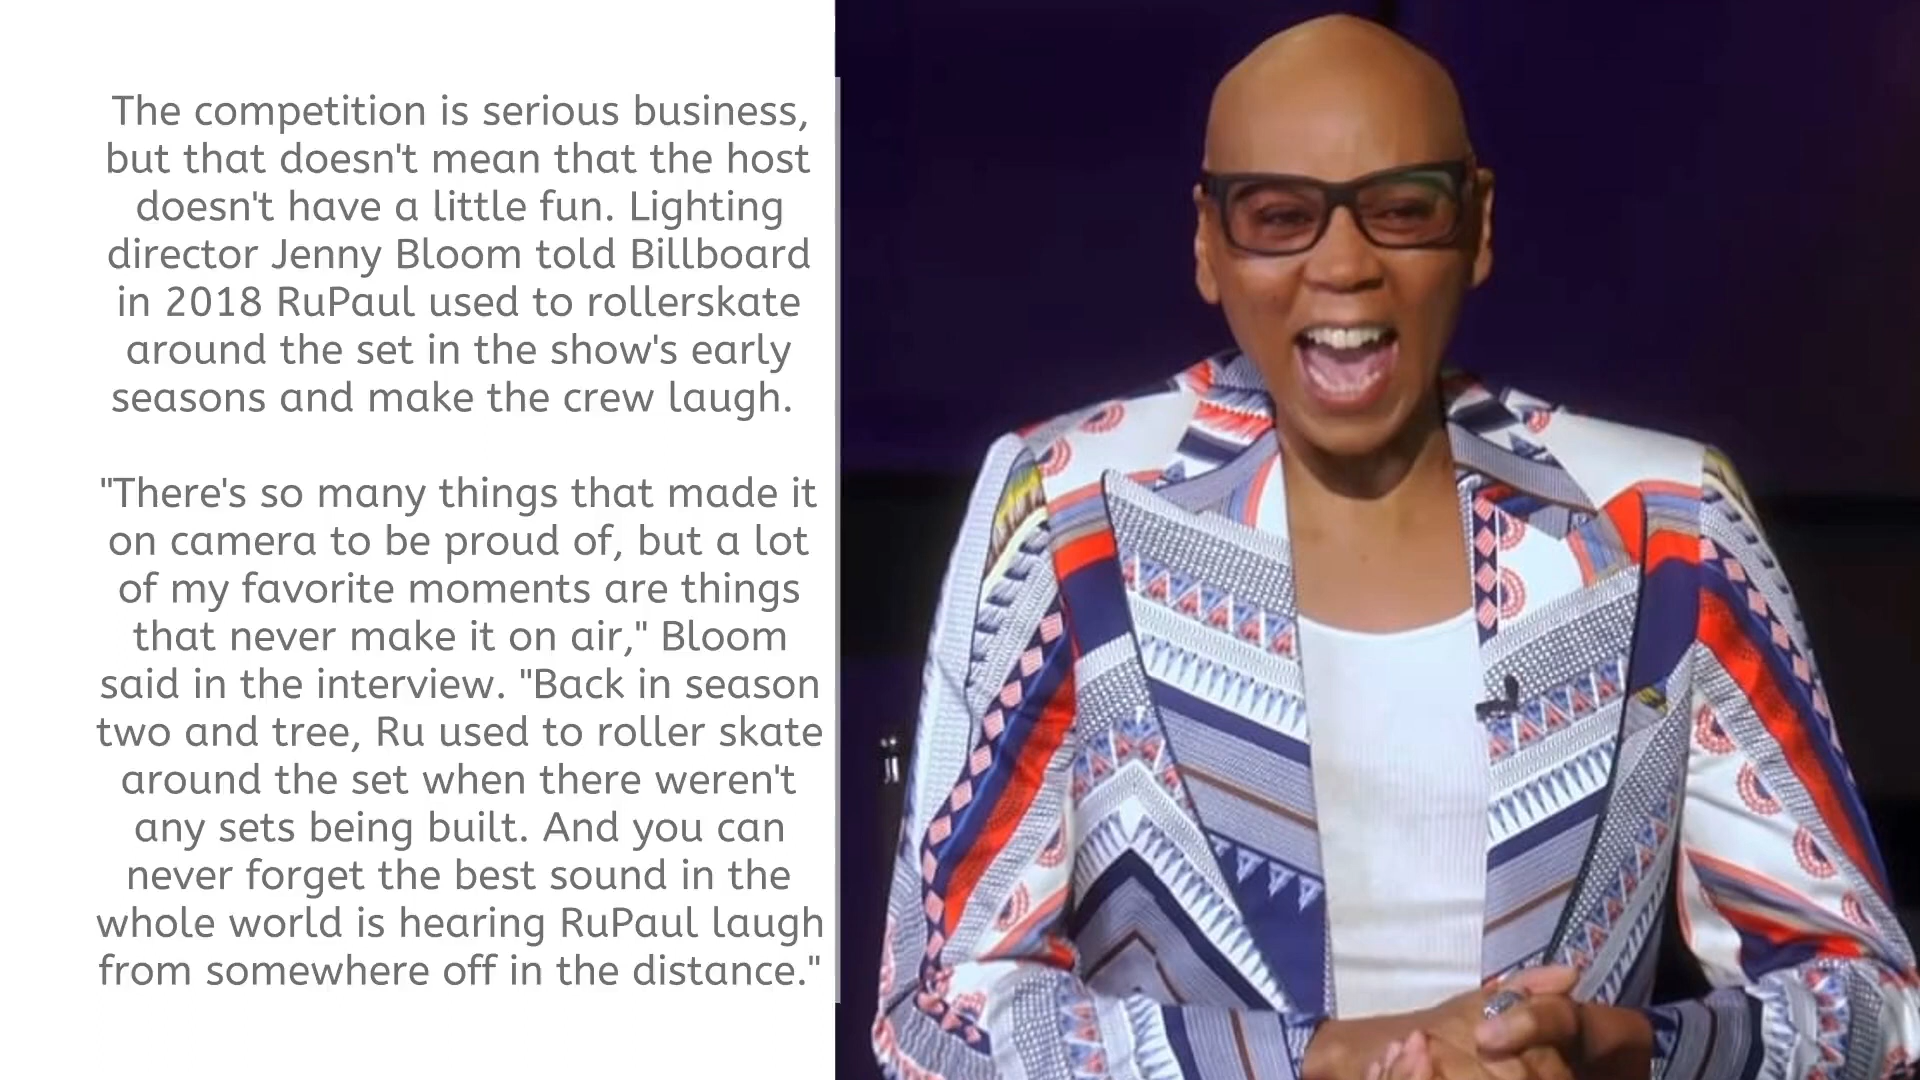 The competition is serious business,
but that doesn't mean that the host
doesn't have a little fun. Lighting
director Jenny Bloom told Billboard
in 2018 RuPaul used to rollerskate
around the set in the show's early
seasons and make the crew laugh.
"There's so many things that made it
on camera to be proud of, but a lot
of my favorite moments are things
that never make it on air," Bloom
said in the interview. "Back in season
two and tree, Ru used to roller skate
around the set when there weren't
any sets being built. And you can
never forget the best sound in the
whole world is hearing RuPaul laugh
from somewhere off in the distance."